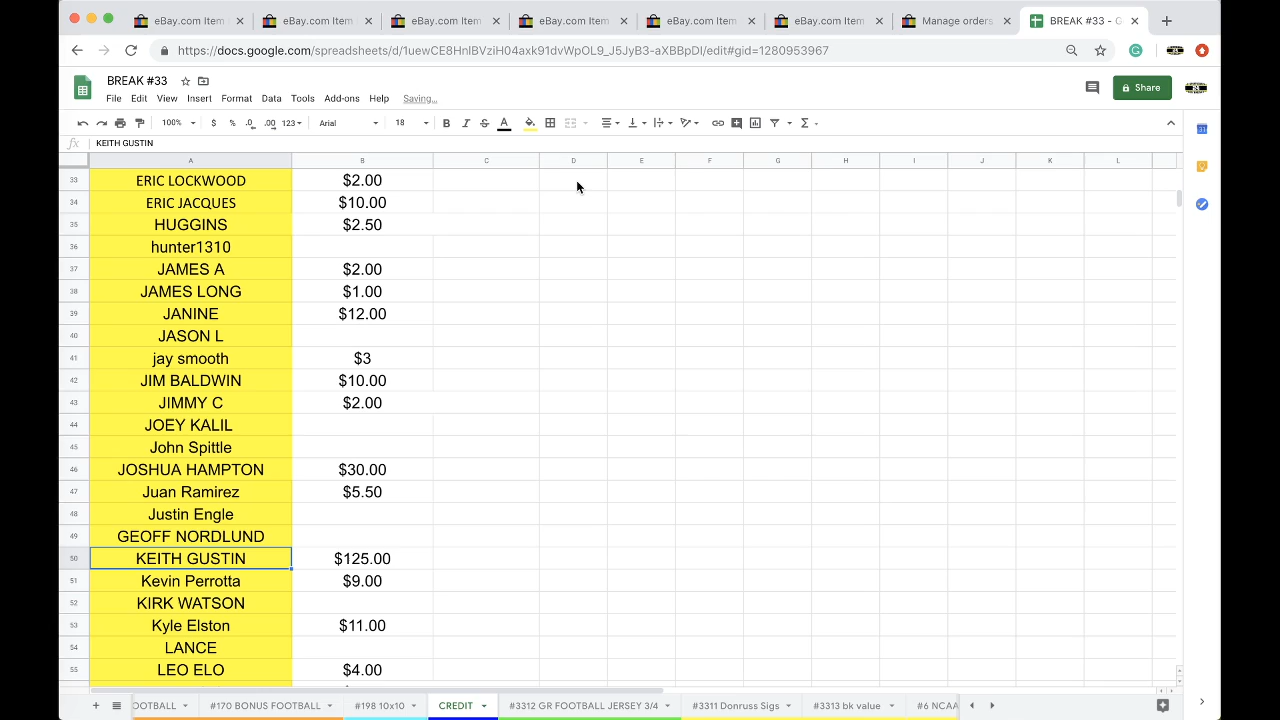 eBay.com Item
eBay.com Item
eBay.com Item
eBay.com Item
eBay.com Item
eBay.com Item
Manage orders
BREAK #33 - G
https://docs.google.com/spreadsheets/d/1uewCE8HnIBVziH04axk91dvWpOL9_J5JyB3-aXBBpDI/edit#gid=1280953967
BREAK #33
File Edit View Insert Format Data Tools Add-ons Help Saving...
Share
100% $ % .0 .00 123 Arial 18 B I S A
fx KEITH GUSTIN
A B C D E F G H I J K L
33 ERIC LOCKWOOD $2.00
34 ERIC JACQUES $10.00
35 HUGGINS $2.50
36 hunter1310
37 JAMES A $2.00
38 JAMES LONG $1.00
39 JANINE $12.00
40 JASON L
41 jay smooth $3
42 JIM BALDWIN $10.00
43 JIMMY C $2.00
44 JOEY KALIL
45 John Spittle
46 JOSHUA HAMPTON $30.00
47 Juan Ramirez $5.50
48 Justin Engle
49 GEOFF NORDLUND
50 KEITH GUSTIN $125.00
51 Kevin Perrotta $9.00
52 KIRK WATSON
53 Kyle Elston $11.00
54 LANCE
55 LEO ELO $4.00
OOTBALL #170 BONUS FOOTBALL #198 10x10 CREDIT #3312 GR FOOTBALL JERSEY 3/4 #3311 Donruss Sigs #3313 bk value #6 NCAA